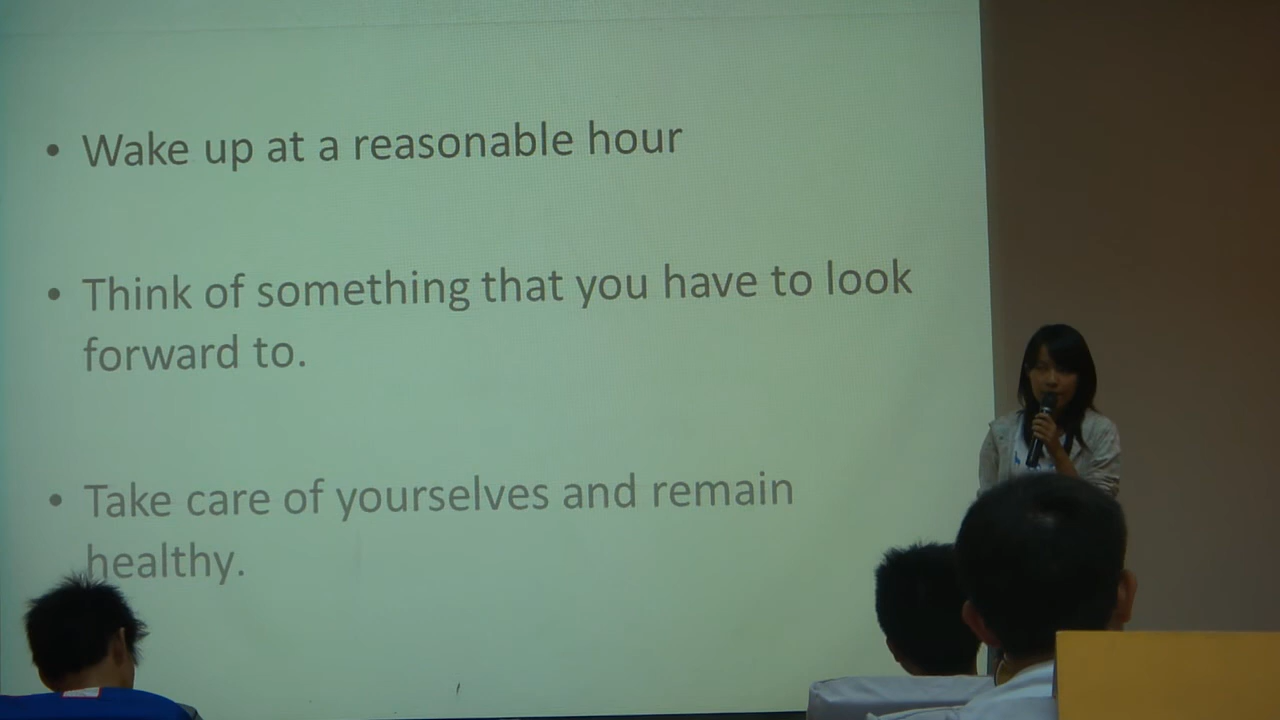 • Wake up at a reasonable hour
• Think of something that you have to look
forward to.
• Take care of yourselves and remain
healthy.